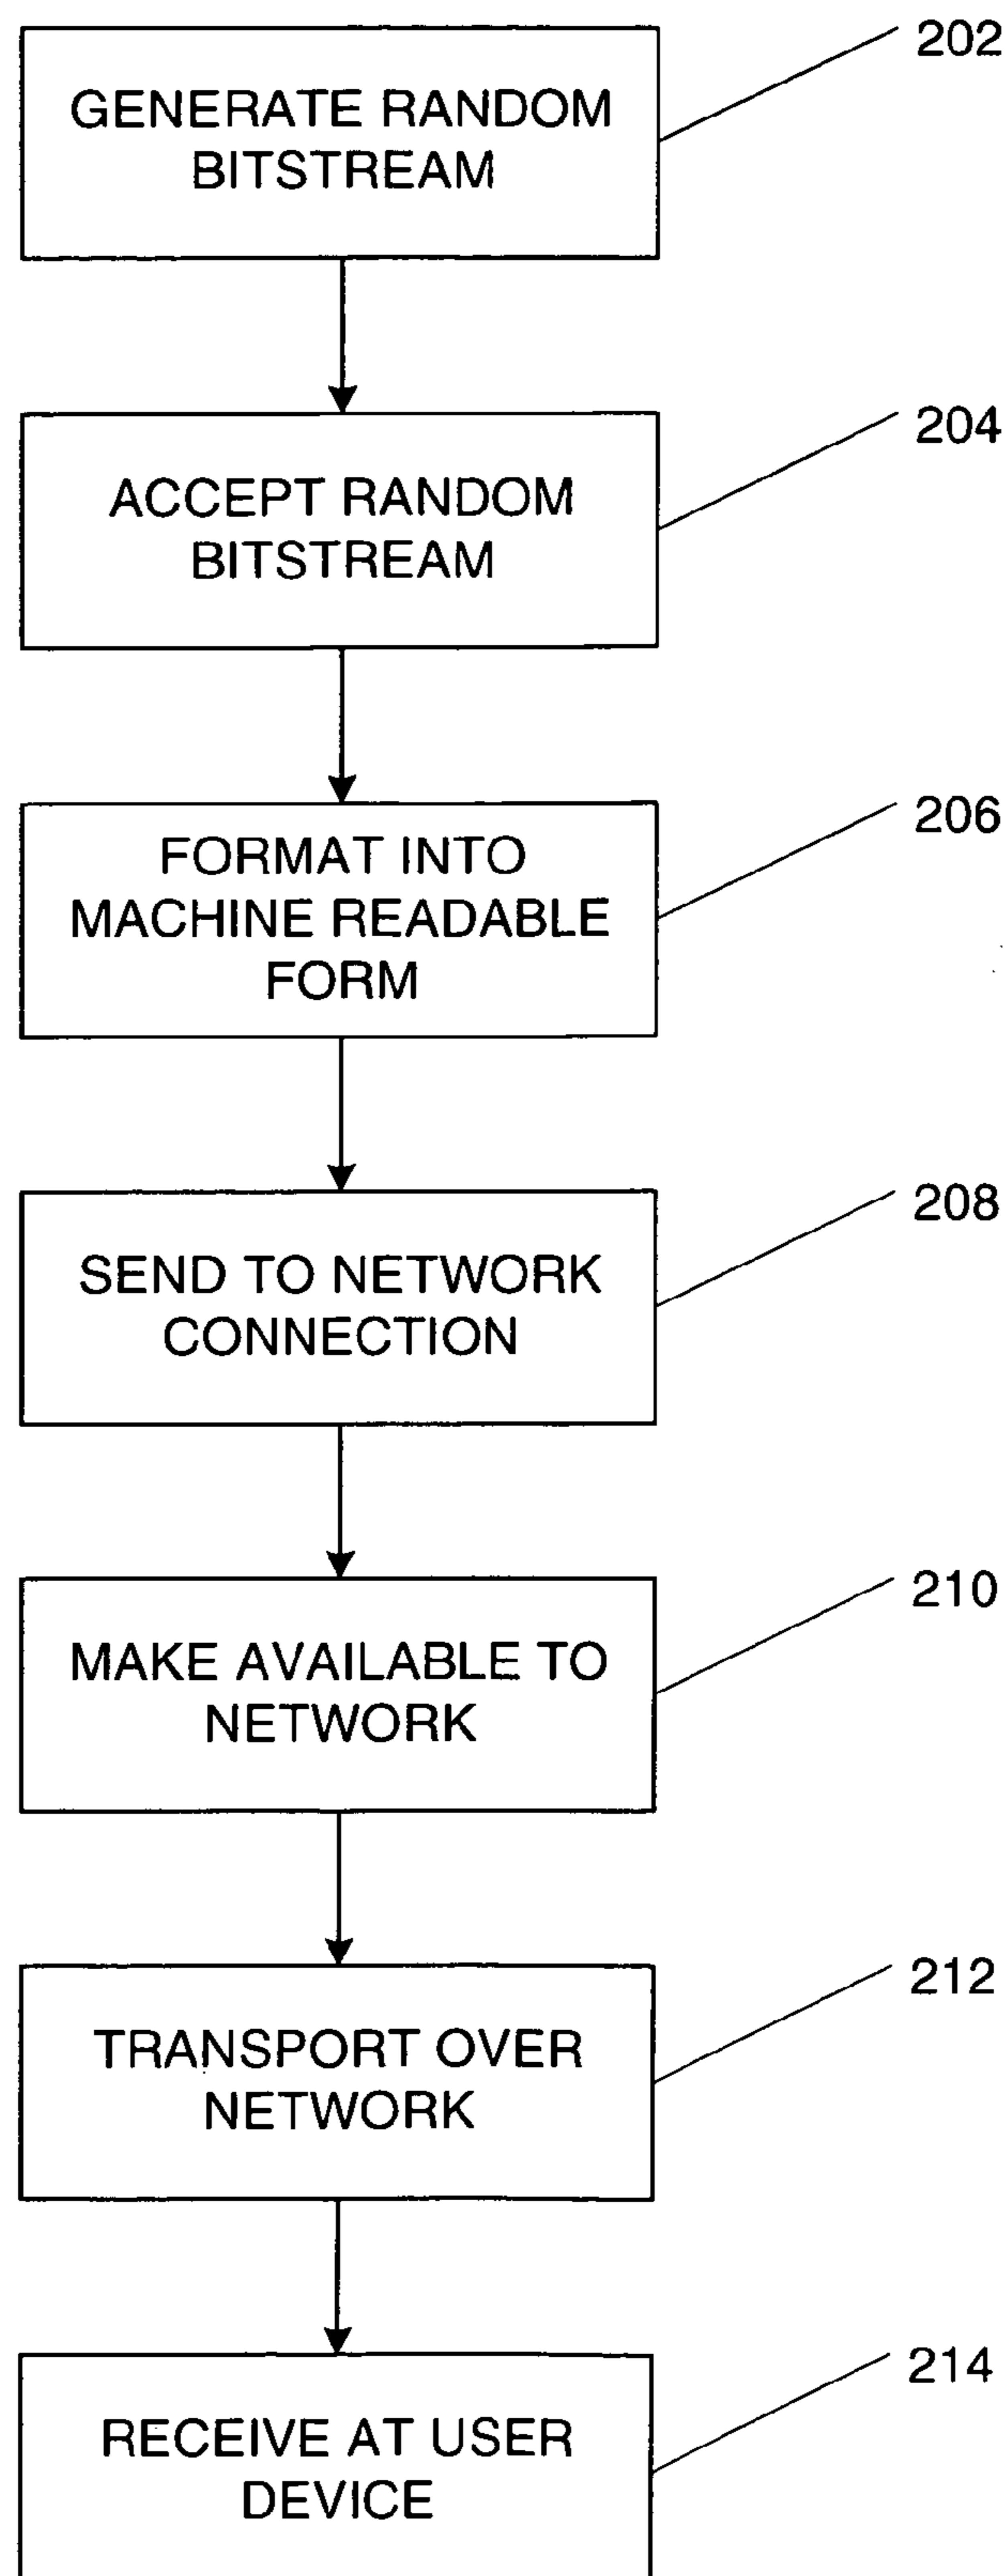 202
GENERATE RANDOM
BITSTREAM
204
ACCEPT RANDOM
BITSTREAM
206
FORMAT INTO
MACHINE READABLE
FORM
208
SEND TO NETWORK
CONNECTION
210
MAKE AVAILABLE TO
NETWORK
212
TRANSPORT OVER
NETWORK
214
RECEIVE AT USER
DEVICE